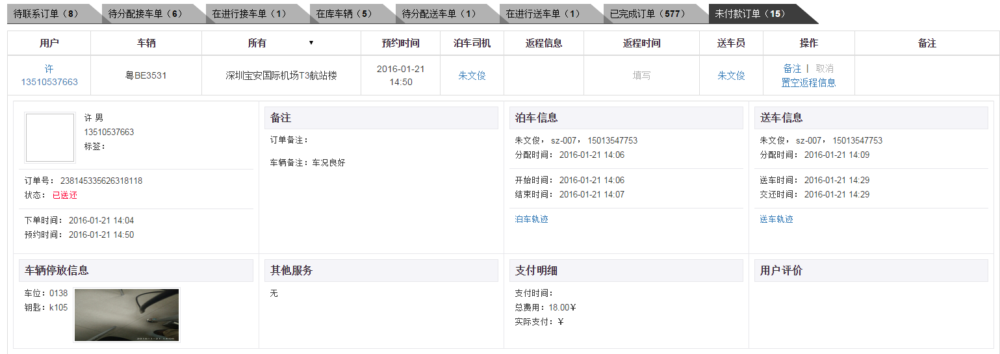 待联系订单（8） 待分配接车单（6） 在进行接车单（1） 在库车辆（5） 待分配送车单（1） 在进行送车单（1） 已完成订单（577） 未付款订单（15）
用户 车辆 所有 ▼ 预约时间 泊车司机 返程信息 返程时间 送车员 操作 备注
许
13510537663
粤BE3531
深圳宝安国际机场T3航站楼
2016-01-21
14:50
朱文俊
填写
朱文俊
备注 | 取消
置空返程信息
许 男
13510537663
标签：
订单号： 238145335626318118
状态： 已送还
下单时间： 2016-01-21 14:04
预约时间： 2016-01-21 14:50
备注
订单备注：
车辆备注：车况良好
泊车信息
朱文俊， sz-007， 15013547753
分配时间： 2016-01-21 14:06
开始时间： 2016-01-21 14:06
结束时间： 2016-01-21 14:07
泊车轨迹
送车信息
朱文俊， sz-007， 15013547753
分配时间： 2016-01-21 14:09
送车时间： 2016-01-21 14:29
交还时间： 2016-01-21 14:29
送车轨迹
车辆停放信息
车位：0138
钥匙：k105
其他服务
无
支付明细
支付时间：
总费用：18.00¥
实际支付：¥
用户评价